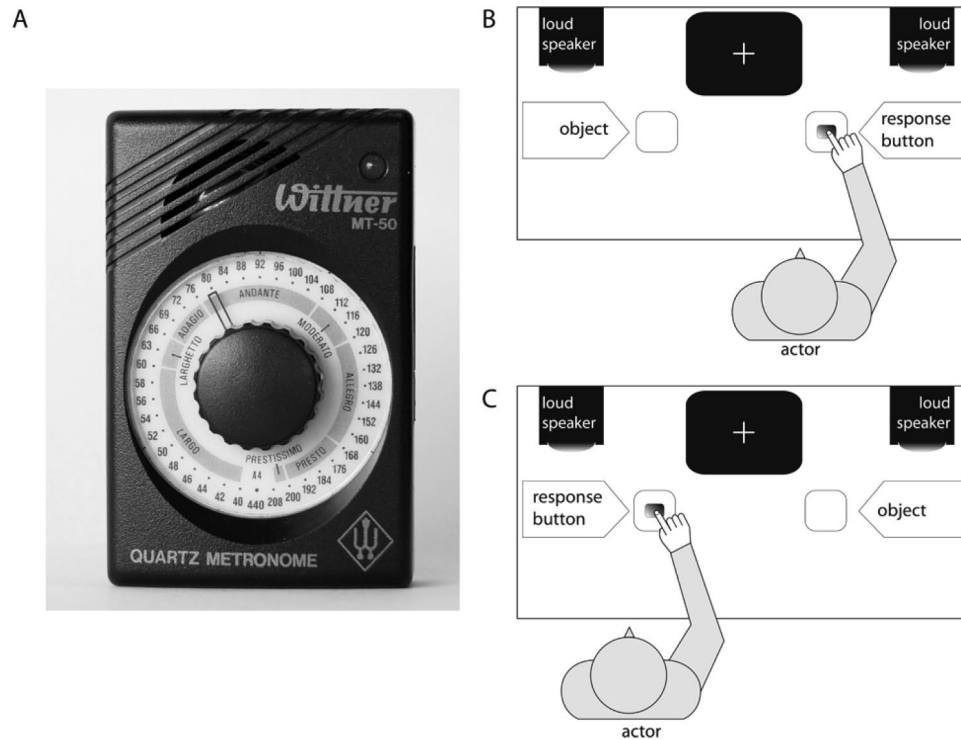 A
Wittner
MT-50
40 42 44 46 48 50 52 54 56 58 60 63 66 69 72 76 80 84 88 92 96 100 104 108 112 116 120 126 132 138 144 152 160 168 176 184 192 200 208 440
LARGO LARGHETTO ADAGIO ANDANTE MODERATO ALLEGRO PRESTO PRESTISSIMO
A4
QUARTZ METRONOME
B
loud
speaker
loud
speaker
object
response
button
actor
C
loud
speaker
loud
speaker
response
button
object
actor